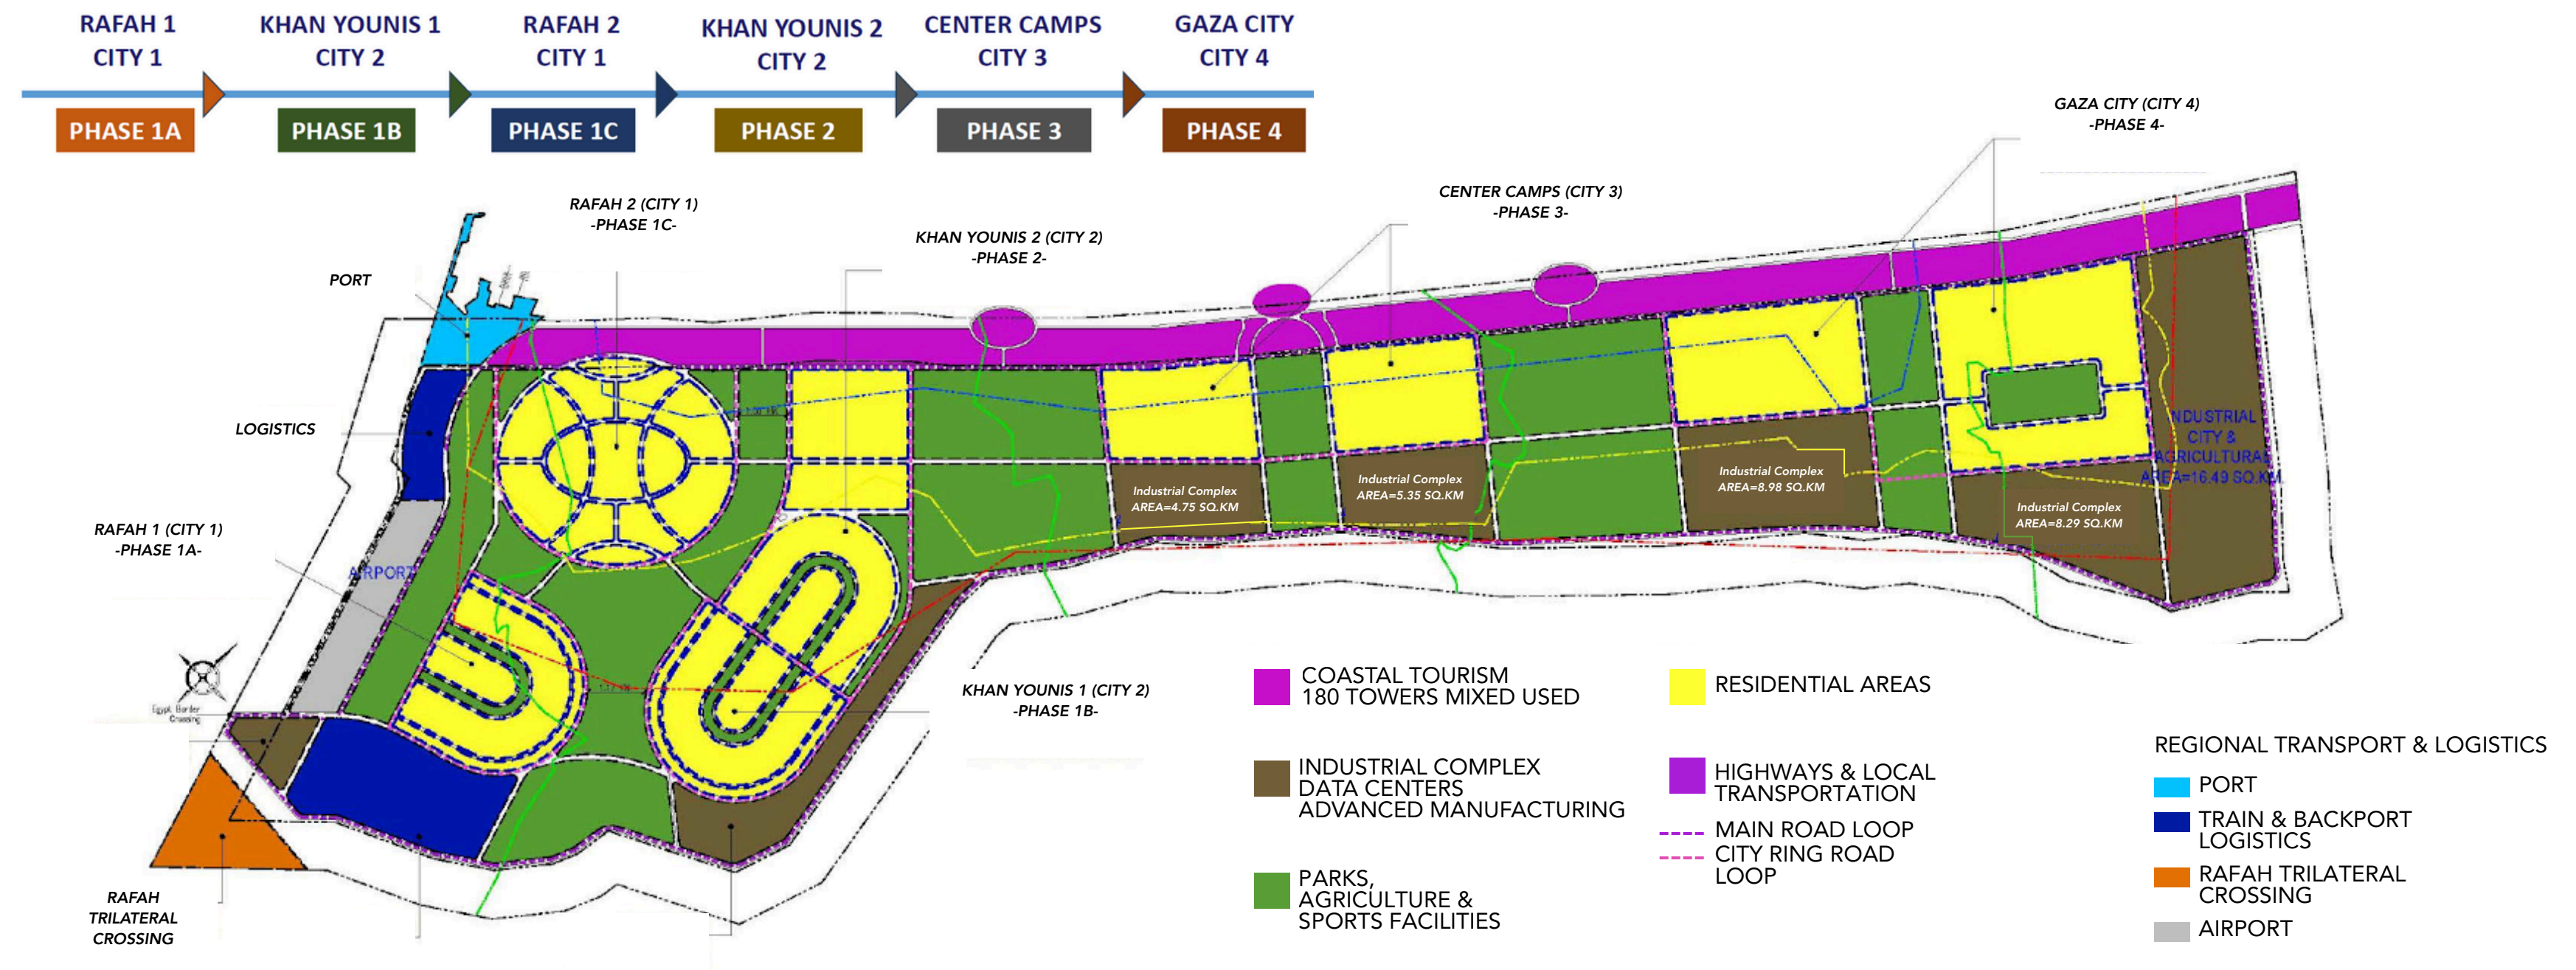 RAFAH 1
CITY 1
KHAN YOUNIS 1
CITY 2
RAFAH 2
CITY 1
KHAN YOUNIS 2
CITY 2
CENTER CAMPS
CITY 3
GAZA CITY
CITY 4
PHASE 1A
PHASE 1B
PHASE 1C
PHASE 2
PHASE 3
PHASE 4
GAZA CITY (CITY 4)
-PHASE 4-
CENTER CAMPS (CITY 3)
-PHASE 3-
RAFAH 2 (CITY 1)
-PHASE 1C-
KHAN YOUNIS 2 (CITY 2)
-PHASE 2-
PORT
LOGISTICS
RAFAH 1 (CITY 1)
-PHASE 1A-
AIRPORT
Industrial Complex
AREA=4.75 SQ.KM
Industrial Complex
AREA=5.35 SQ.KM
Industrial Complex
AREA=8.98 SQ.KM
Industrial Complex
AREA=8.29 SQ.KM
INDUSTRIAL
CITY &
AGRICULTURAL
AREA=16.49 SQ.KM
Egypt Border
Crossing
KHAN YOUNIS 1 (CITY 2)
-PHASE 1B-
RAFAH
TRILATERAL
CROSSING
COASTAL TOURISM
180 TOWERS MIXED USED
INDUSTRIAL COMPLEX
DATA CENTERS
ADVANCED MANUFACTURING
PARKS,
AGRICULTURE &
SPORTS FACILITIES
RESIDENTIAL AREAS
HIGHWAYS & LOCAL
TRANSPORTATION
MAIN ROAD LOOP
CITY RING ROAD
LOOP
REGIONAL TRANSPORT & LOGISTICS
PORT
TRAIN & BACKPORT
LOGISTICS
RAFAH TRILATERAL
CROSSING
AIRPORT